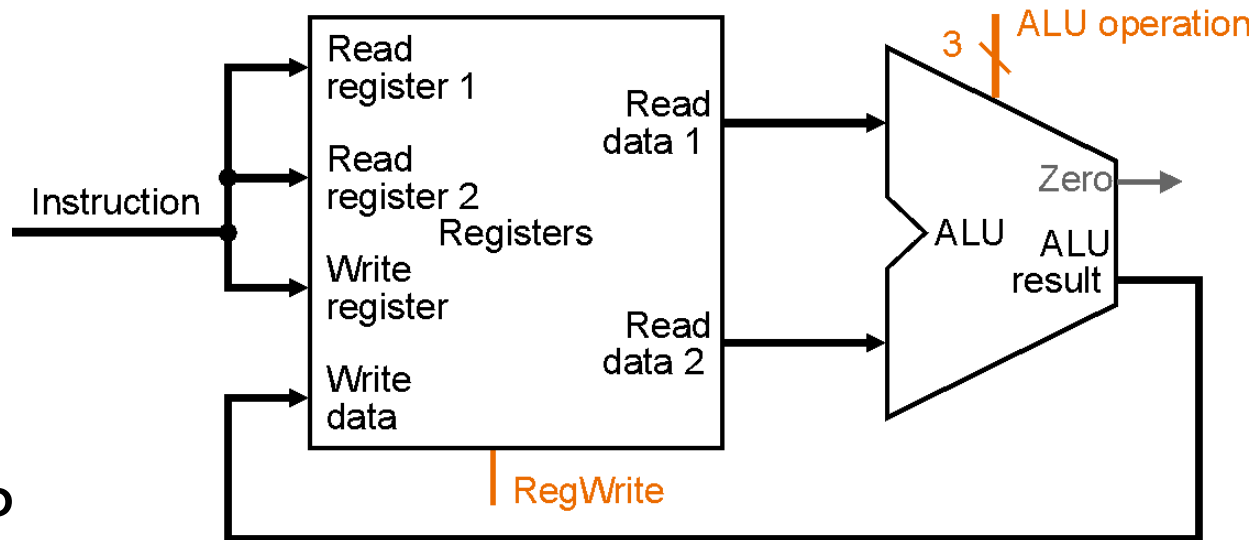 ALU operation
3
Read
register 1
Read
data 1
Read
register 2
Zero
Instruction
Registers
ALU
ALU
result
Write
register
Read
data 2
Write
data
RegWrite